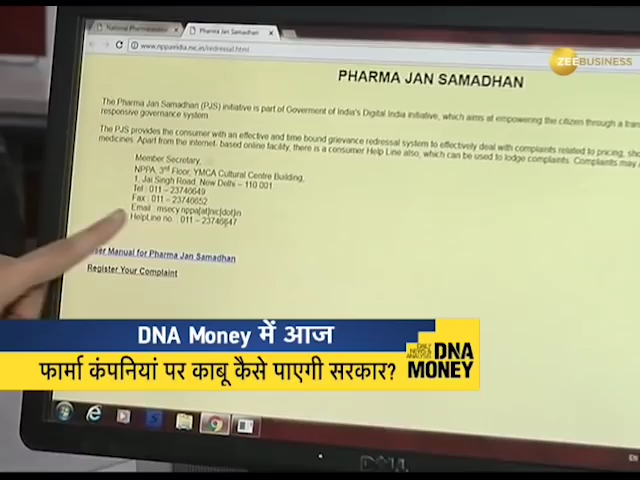 National Pharmaceutical
Pharma Jan Samadhan
www.nppaindia.nic.in/redressal.html
ZEEBUSINESS
PHARMA JAN SAMADHAN
The Pharma Jan Samadhan (PJS) initiative is part of Goverment of India's Digital India initiative, which aims at empowering the citizen through a
responsive governance system
The PJS provides the consumer with an effective and time bound grievance redressal system to effectively deal with complaints related to pricing,
medicines. Apart from the internet- based online facility, there is a consumer Help Line also, which can be used to lodge complaints. Complaints may
Member Secretary,
NPPA, 3rd Floor, YMCA Cultural Centre Building,
1, Jai Singh Road, New Delhi – 110 001
Tel : 011 – 23746649
Fax : 011 – 23746652
Email : msecy.nppa[at]nic[dot]in
HelpLine no. : 011 – 23746647
User Manual for Pharma Jan Samadhan
Register Your Complaint
DNA Money में आज
फार्मा कंपनियां पर काबू कैसे पाएगी सरकार?
DAILY
NEWS &
ANALYSIS
DNA
MONEY
DELL
EN